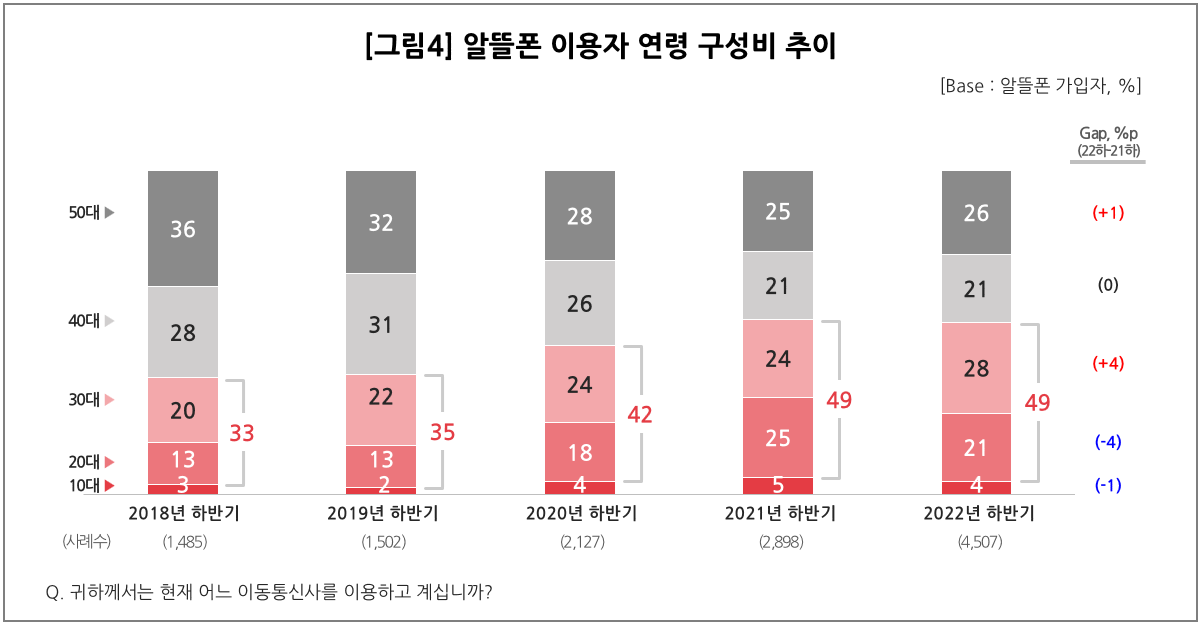 [그림4] 알뜰폰 이용자 연령 구성비 추이
[Base : 알뜰폰 가입자, %]
Gap, %p
(22하-21하)
50대 36 32 28 25 26 (+1)
40대 28 31 26 21 21 (0)
30대 20 22 24 24 28 (+4)
33 35 42 49 49
20대 13 13 18 25 21 (-4)
10대 3 2 4 5 4 (-1)
2018년 하반기 2019년 하반기 2020년 하반기 2021년 하반기 2022년 하반기
(사례수) (1,485) (1,502) (2,127) (2,898) (4,507)
Q. 귀하께서는 현재 어느 이동통신사를 이용하고 계십니까?